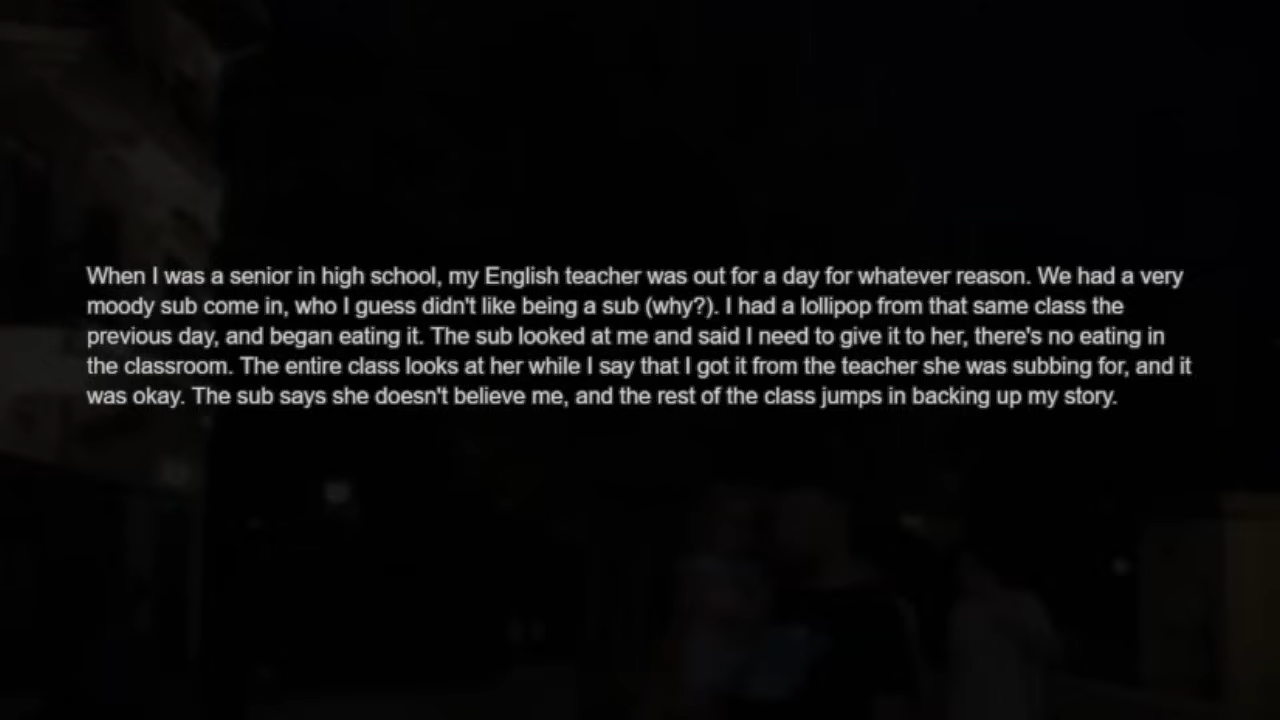 When I was a senior in high school, my English teacher was out for a day for whatever reason. We had a very
moody sub come in, who I guess didn't like being a sub (why?). I had a lollipop from that same class the
previous day, and began eating it. The sub looked at me and said I need to give it to her, there's no eating in
the classroom. The entire class looks at her while I say that I got it from the teacher she was subbing for, and it
was okay. The sub says she doesn't believe me, and the rest of the class jumps in backing up my story.